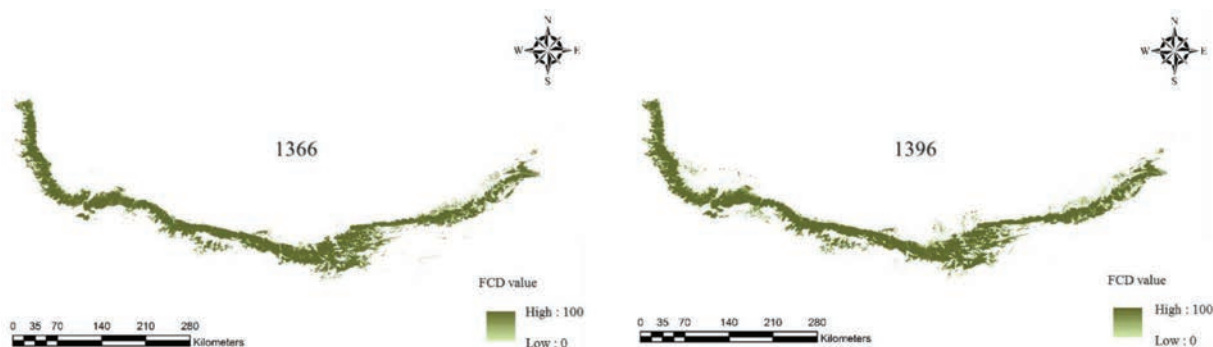 N
W E
S
1366
FCD value
High : 100
Low : 0
0 35 70 140 210 280
Kilometers
N
W E
S
1396
FCD value
High : 100
Low : 0
0 35 70 140 210 280
Kilometers